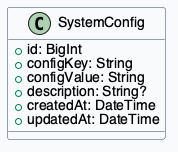 C SystemConfig
id: BigInt
configKey: String
configValue: String
description: String?
createdAt: DateTime
updatedAt: DateTime